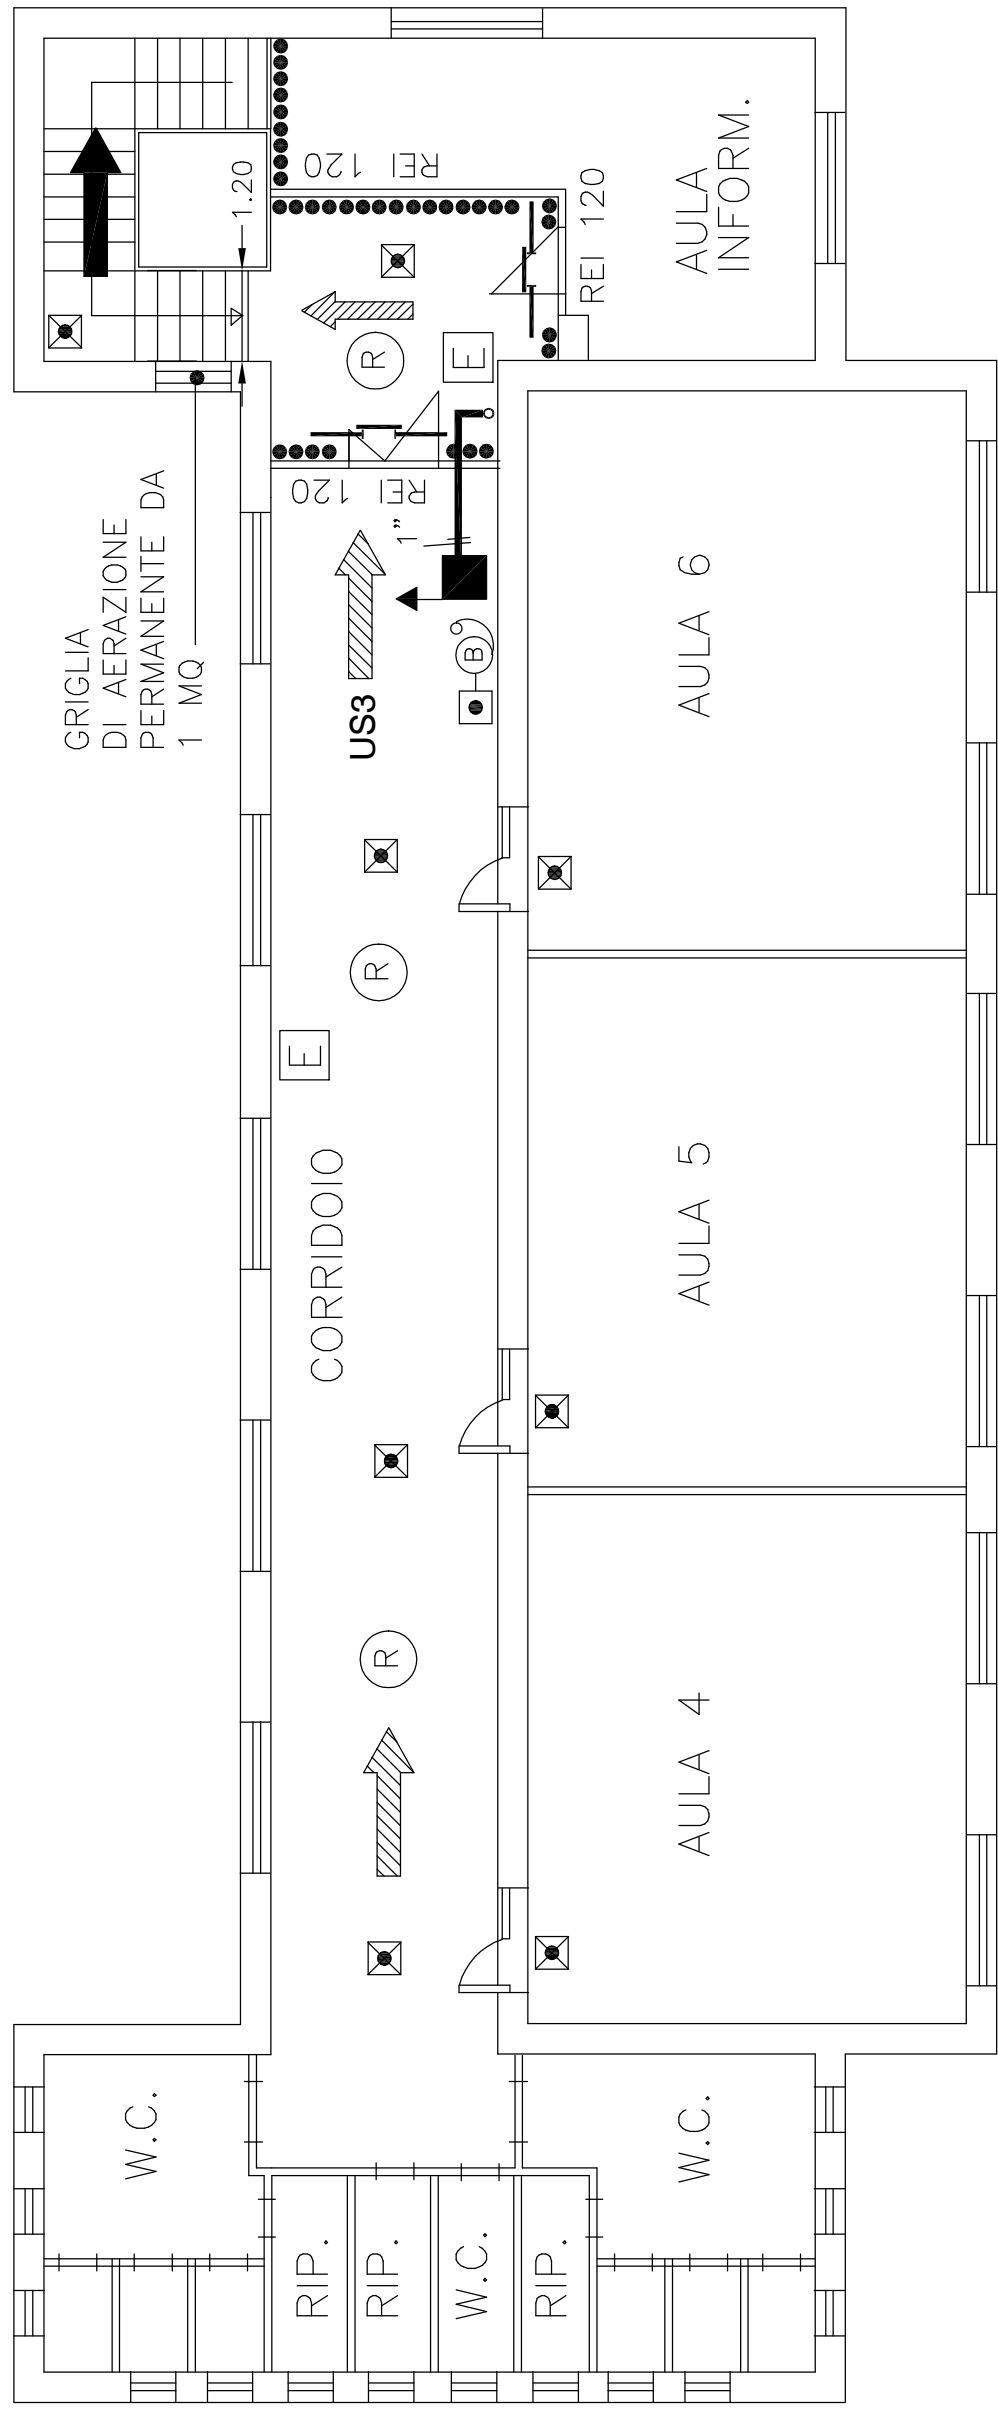 1.20
REI 120
REI 120
AULA
INFORM.
R
E
REI 120
1”
GRIGLIA
DI AERAZIONE
PERMANENTE DA
1 MQ
US3
B
AULA 6
R
E
CORRIDOIO
AULA 5
R
AULA 4
W.C.
W.C.
RIP.
RIP.
W.C.
RIP.